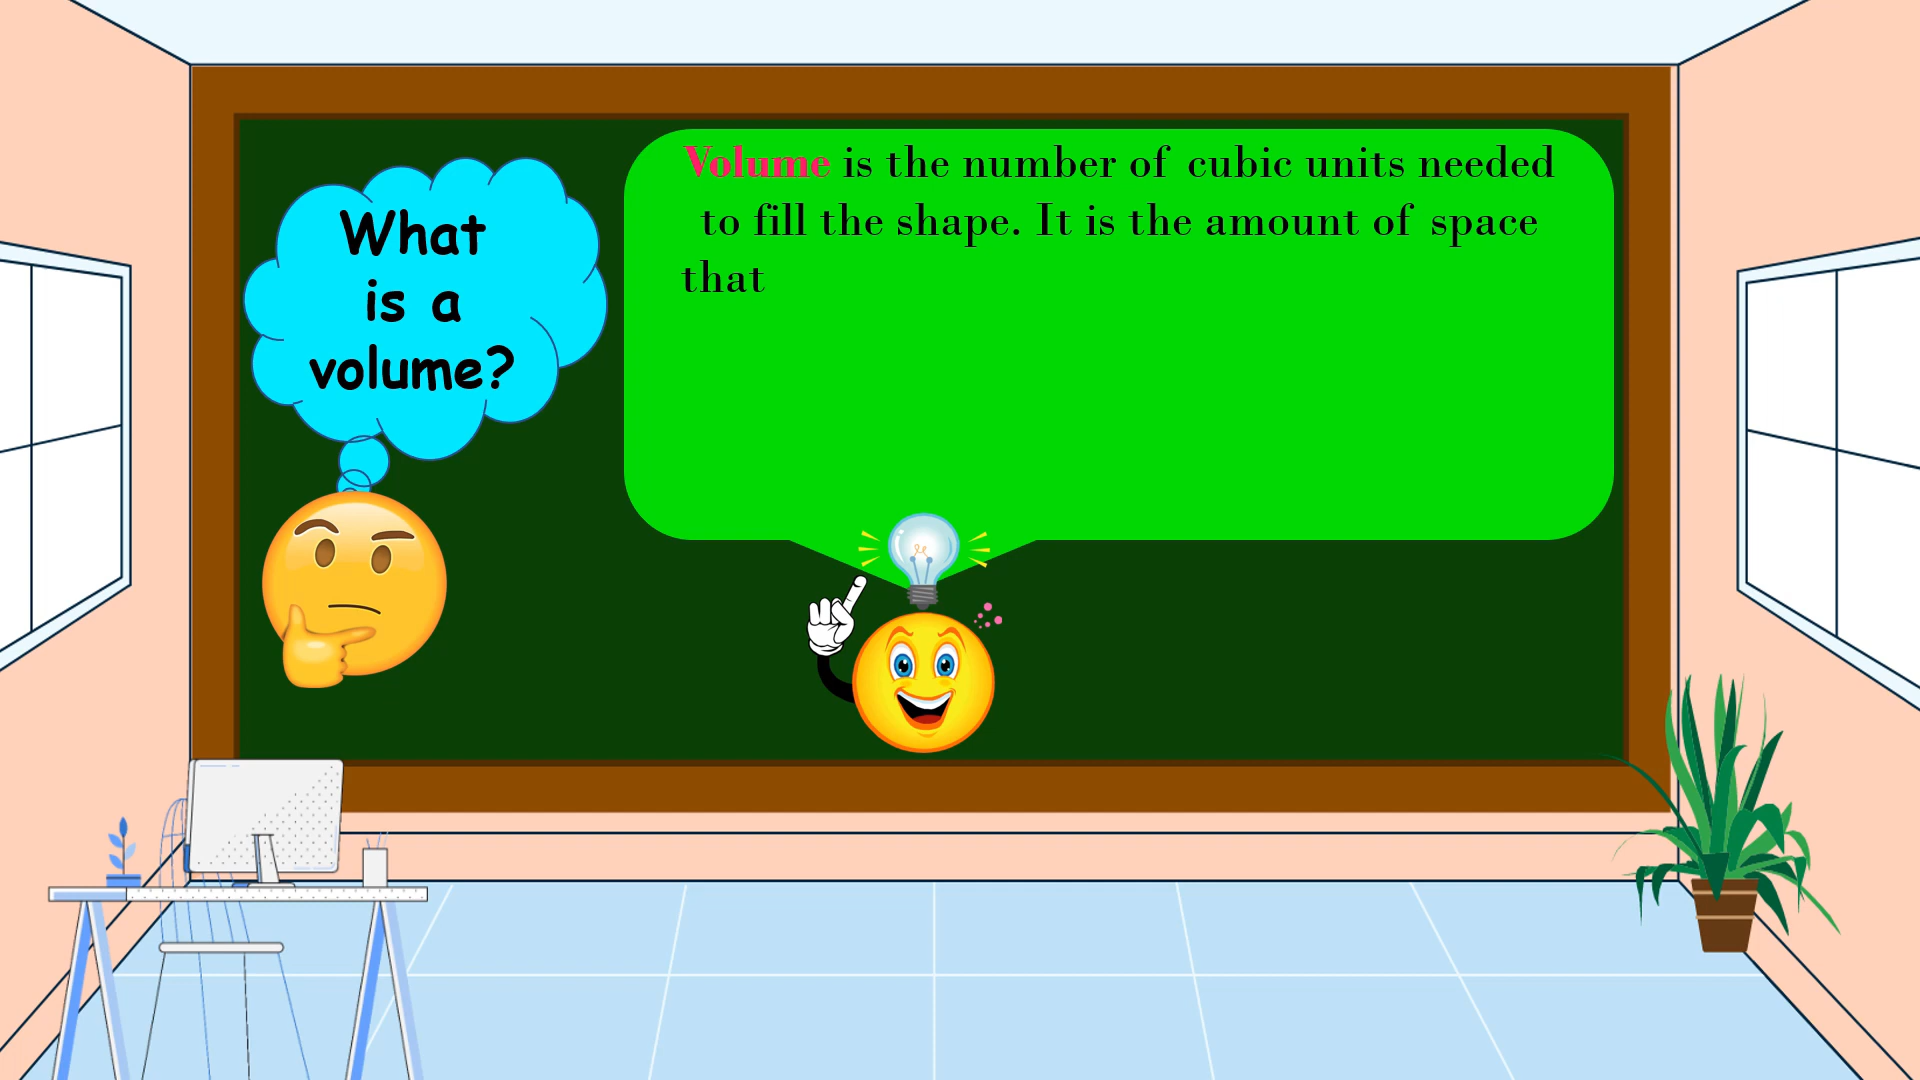 What
is a
volume?
Volume is the number of cubic units needed
to fill the shape. It is the amount of space
that